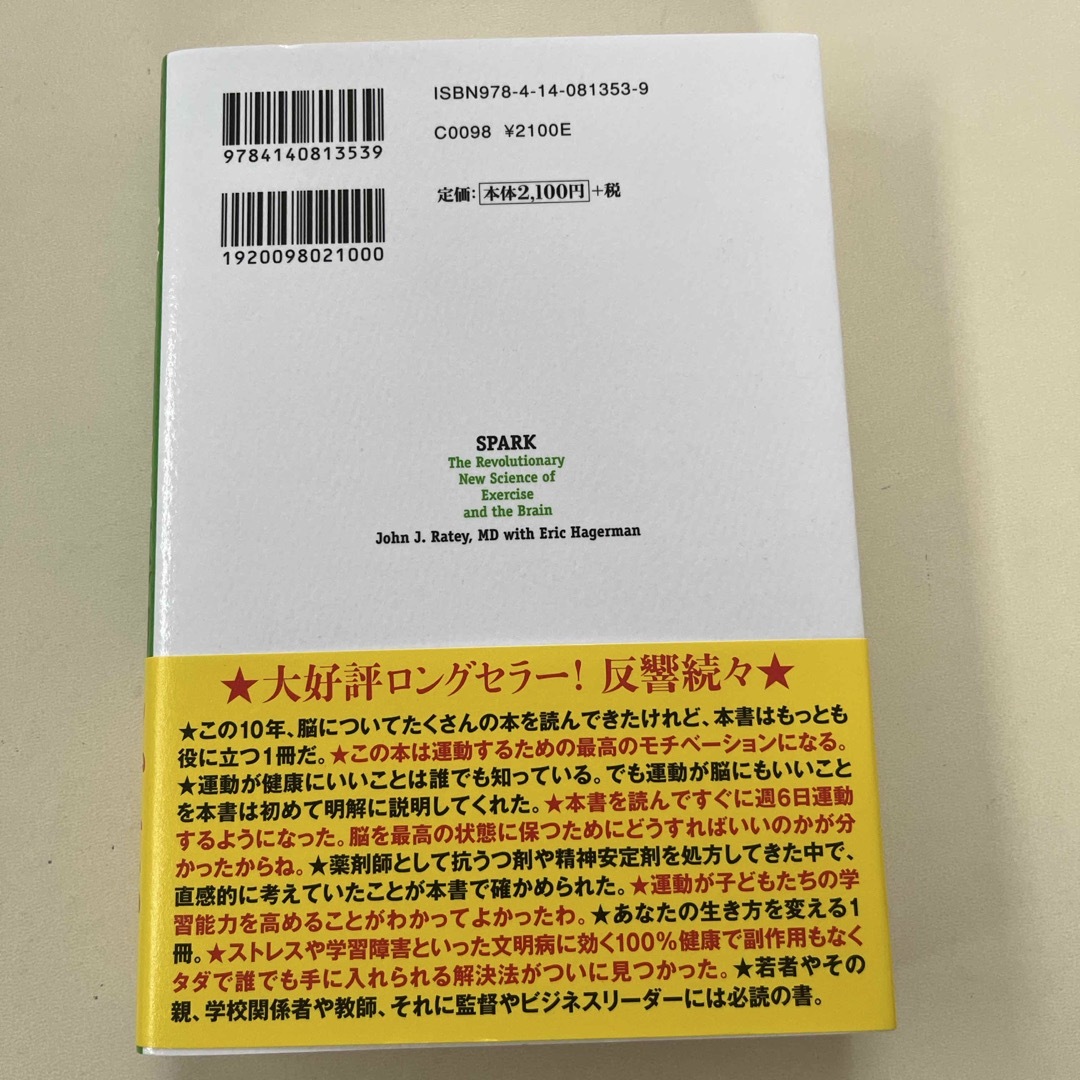 ISBN978-4-14-081353-9
9784140813539
C0098 ¥2100E
定価：本体2,100円+税
1920098021000
SPARK
The Revolutionary
New Science of
Exercise
and the Brain
John J. Ratey, MD with Eric Hagerman
★大好評ロングセラー！ 反響続々★
★この10年、脳についてたくさんの本を読んできたけれど、本書はもっとも
役に立つ1冊だ。★この本は運動するための最高のモチベーションになる。
★運動が健康にいいことは誰でも知っている。でも運動が脳にもいいこと
を本書は初めて明解に説明してくれた。★本書を読んですぐに週6日運動
するようになった。脳を最高の状態に保つためにどうすればいいのかが分
かったからね。★薬剤師として抗うつ剤や精神安定剤を処方してきた中で、
直感的に考えていたことが本書で確かめられた。★運動が子どもたちの学
習能力を高めることがわかってよかったわ。★あなたの生き方を変える1
冊。★ストレスや学習障害といった文明病に効く100％健康で副作用もなく
タダで誰でも手に入れられる解決法がついに見つかった。★若者やその
親、学校関係者や教師、それに監督やビジネスリーダーには必読の書。